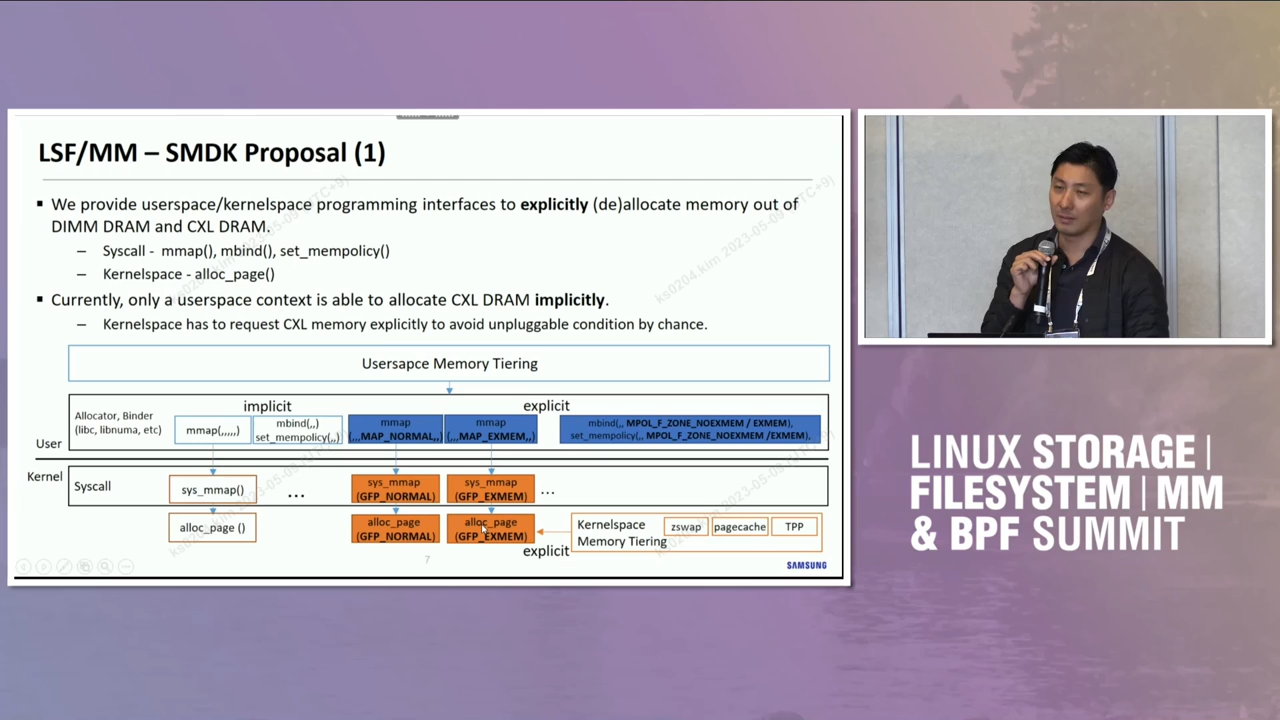 LSF/MM – SMDK Proposal (1)
▪ We provide userspace/kernelspace programming interfaces to explicitly (de)allocate memory out of
DIMM DRAM and CXL DRAM.
– Syscall - mmap(), mbind(), set_mempolicy()
– Kernelspace - alloc_page()
▪ Currently, only a userspace context is able to allocate CXL DRAM implicitly.
– Kernelspace has to request CXL memory explicitly to avoid unpluggable condition by chance.
Usersapce Memory Tiering
implicit
explicit
Allocator, Binder
(libc, libnuma, etc)
mmap(,,,,,)
mbind(,,)
set_mempolicy(,,)
mmap
(,,,MAP_NORMAL,,)
mmap
(,,,MAP_EXMEM,,)
mbind(,, MPOL_F_ZONE_NOEXMEM / EXMEM),
set_mempolicy(,, MPOL_F_ZONE_NOEXMEM /EXMEM),
User
Kernel
Syscall
sys_mmap()
...
sys_mmap
(GFP_NORMAL)
sys_mmap
(GFP_EXMEM)
...
alloc_page ()
alloc_page
(GFP_NORMAL)
alloc_page
(GFP_EXMEM)
Kernelspace
Memory Tiering
zswap
pagecache
TPP
explicit
7
SAMSUNG
LINUX STORAGE |
FILESYSTEM | MM
& BPF SUMMIT